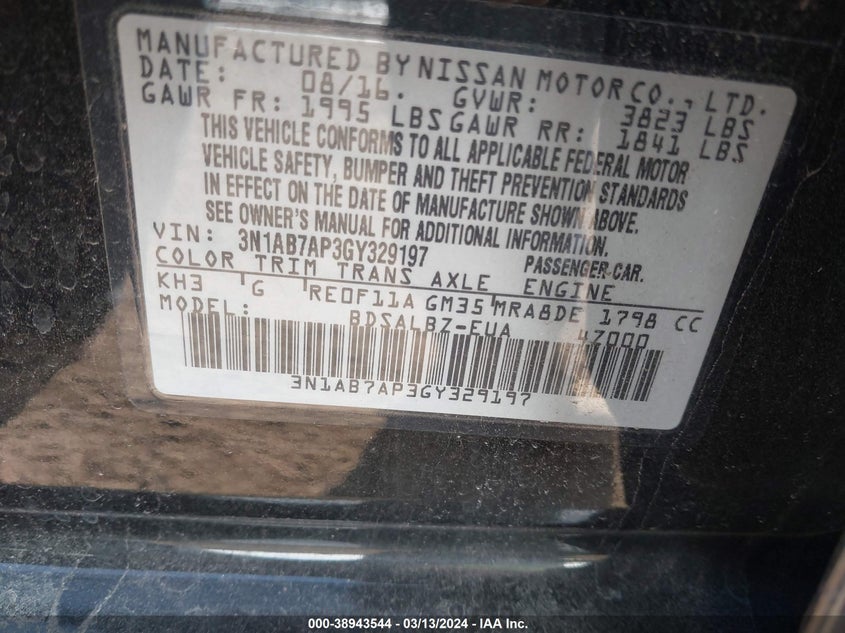 MANUFACTURED BY NISSAN MOTOR CO., LTD.
DATE: 08/16. GVWR: 3823 LBS
GAWR FR: 1995 LBS GAWR RR: 1841 LBS
THIS VEHICLE CONFORMS TO ALL APPLICABLE FEDERAL MOTOR
VEHICLE SAFETY, BUMPER AND THEFT PREVENTION STANDARDS
IN EFFECT ON THE DATE OF MANUFACTURE SHOWN ABOVE.
SEE OWNER'S MANUAL FOR ADDITIONAL INFORMATION.
VIN: 3N1AB7AP3GY329197 PASSENGER CAR.
COLOR TRIM TRANS AXLE ENGINE
KH3 G RE0F11A GM35 MRA8DE 1798 CC
MODEL: BDSALBZ-EUA 47000
3N1AB7AP3GY329197
000-38943544 — 03/13/2024 — IAA Inc.